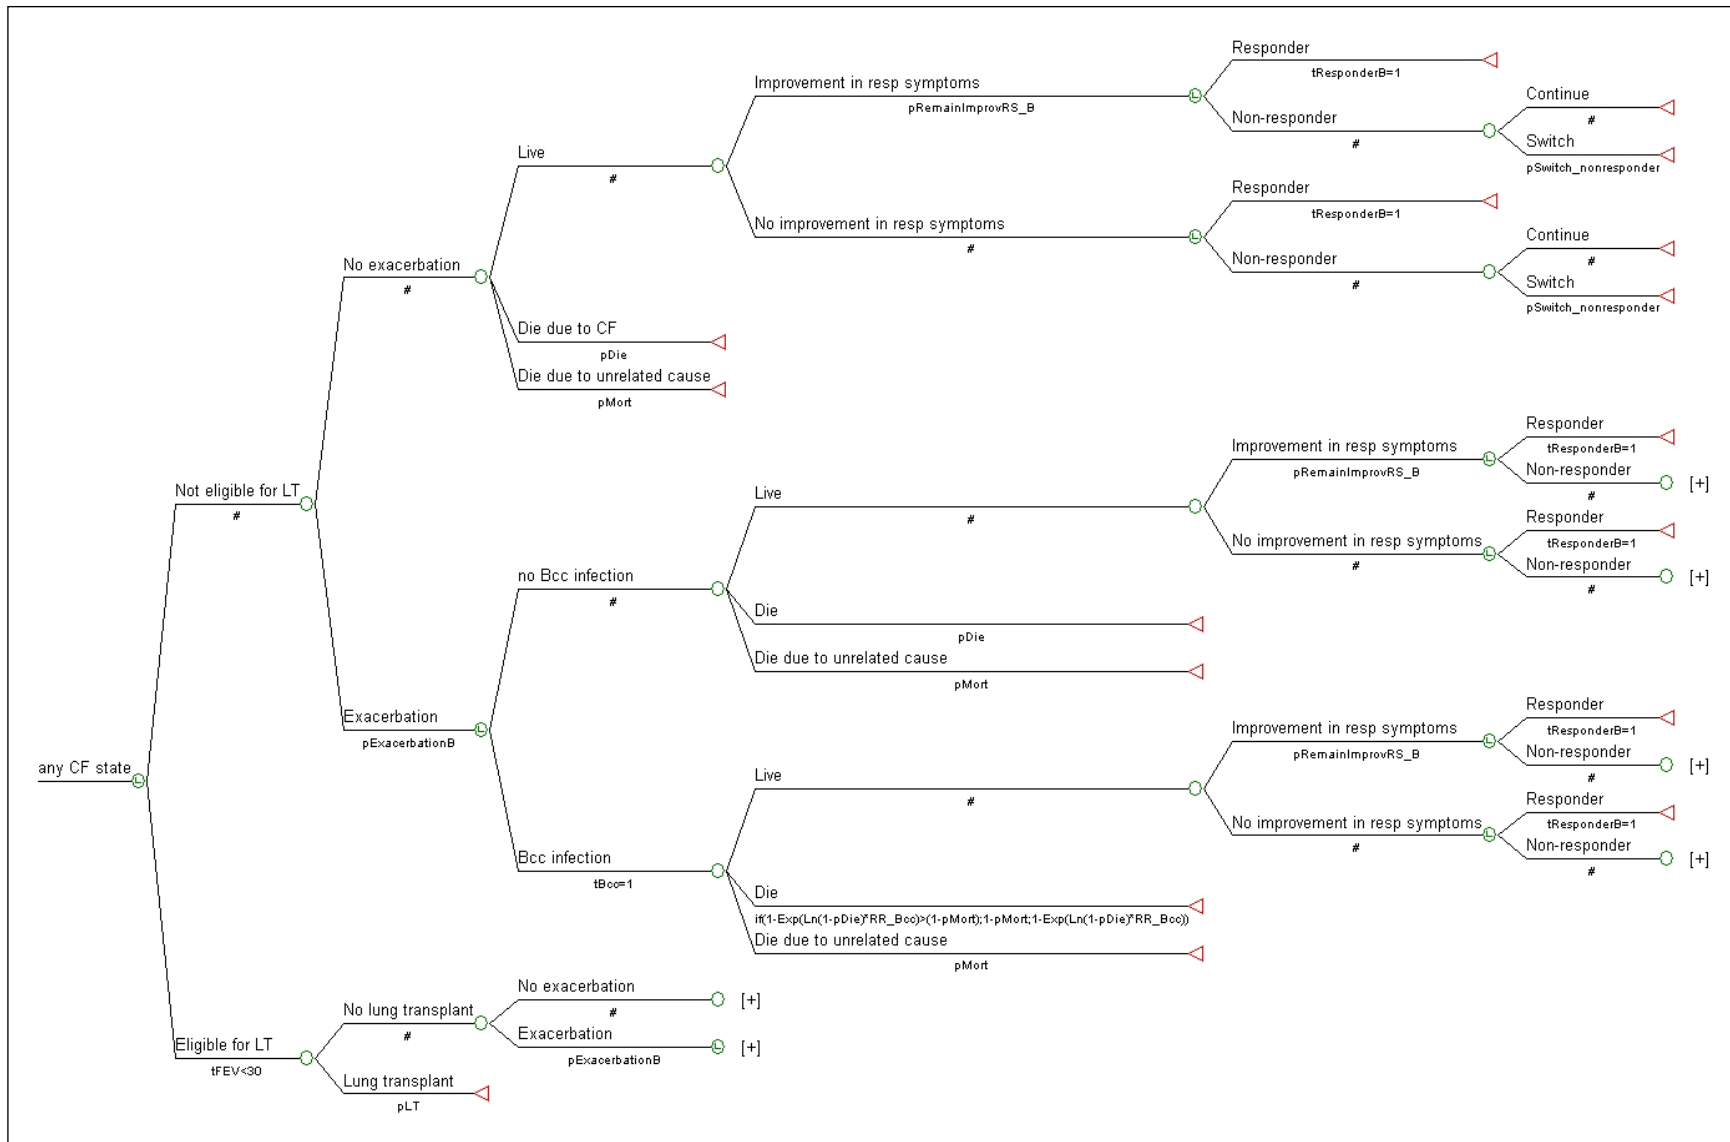 Responder
tResponderB=1
Improvement in resp symptoms
pRemainImprovRS_B
Continue
#
Non-responder
#
Switch
pSwitch_nonresponder
Live
#
Responder
tResponderB=1
No improvement in resp symptoms
#
Continue
#
Non-responder
#
Switch
pSwitch_nonresponder
No exacerbation
#
Die due to CF
pDie
Die due to unrelated cause
pMort
Responder
tResponderB=1
Improvement in resp symptoms
pRemainImprovRS_B
Non-responder
#
[+]
Not eligible for LT
#
Live
#
Responder
tResponderB=1
No improvement in resp symptoms
#
Non-responder
#
[+]
no Bcc infection
#
Die
pDie
Die due to unrelated cause
pMort
Exacerbation
pExacerbationB
Responder
tResponderB=1
Improvement in resp symptoms
pRemainImprovRS_B
Non-responder
#
[+]
any CF state
Live
#
Responder
tResponderB=1
No improvement in resp symptoms
#
Non-responder
#
[+]
Bcc infection
tBcc=1
Die
if(1-Exp(Ln(1-pDie)*RR_Bcc)>(1-pMort);1-pMort;1-Exp(Ln(1-pDie)*RR_Bcc))
Die due to unrelated cause
pMort
No exacerbation
#
[+]
No lung transplant
#
Exacerbation
pExacerbationB
[+]
Eligible for LT
tFEV<30
Lung transplant
pLT